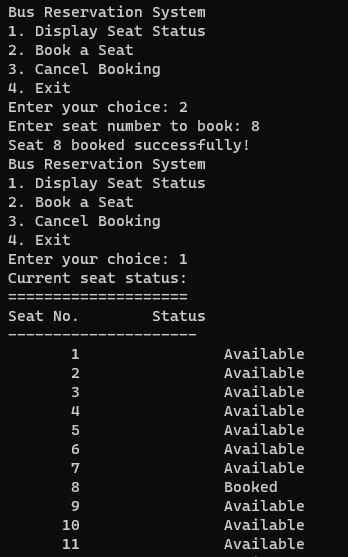 Bus Reservation System
1. Display Seat Status
2. Book a Seat
3. Cancel Booking
4. Exit
Enter your choice: 2
Enter seat number to book: 8
Seat 8 booked successfully!
Bus Reservation System
1. Display Seat Status
2. Book a Seat
3. Cancel Booking
4. Exit
Enter your choice: 1
Current seat status:
====================
Seat No.        Status
---------------------
1                Available
2                Available
3                Available
4                Available
5                Available
6                Available
7                Available
8                Booked
9                Available
10                Available
11                Available